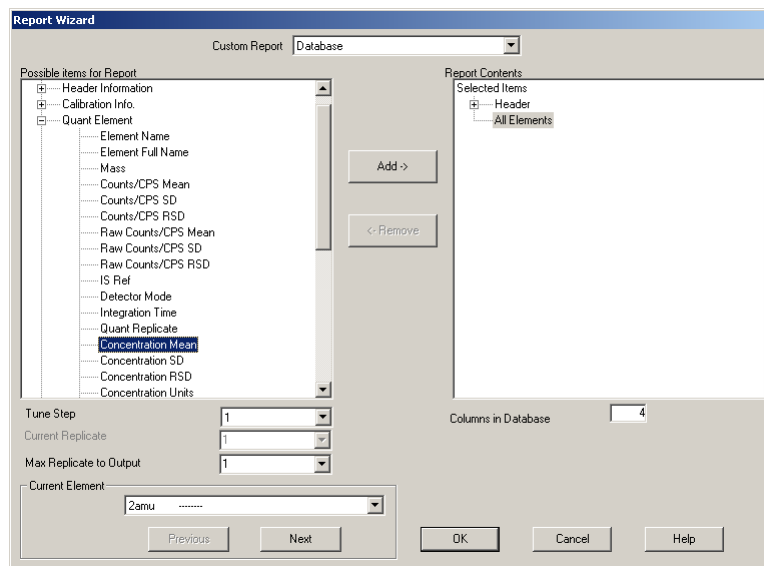 Report Wizard
Custom Report Database
Possible items for Report
Header Information
Calibration Info.
Quant Element
Element Name
Element Full Name
Mass
Counts/CPS Mean
Counts/CPS SD
Counts/CPS RSD
Raw Counts/CPS Mean
Raw Counts/CPS SD
Raw Counts/CPS RSD
IS Ref
Detector Mode
Integration Time
Quant Replicate
Concentration Mean
Concentration SD
Concentration RSD
Concentration Units
Add ->
<- Remove
Report Contents
Selected Items
Header
All Elements
Tune Step 1
Current Replicate 1
Max Replicate to Output 1
Columns in Database 4
Current Element
2amu --------
Previous Next
OK Cancel Help